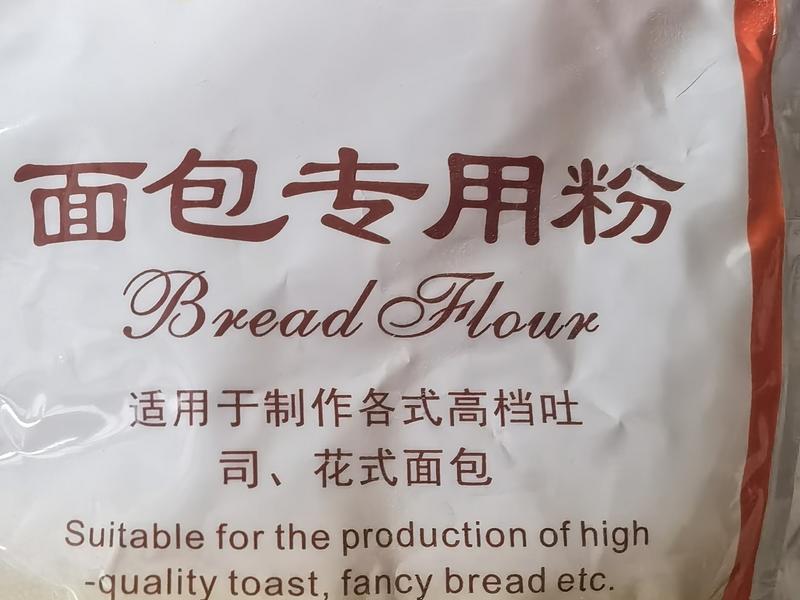 面包专用粉
Bread Flour
适用于制作各式高档吐
司、花式面包
Suitable for the production of high
-quality toast, fancy bread etc.